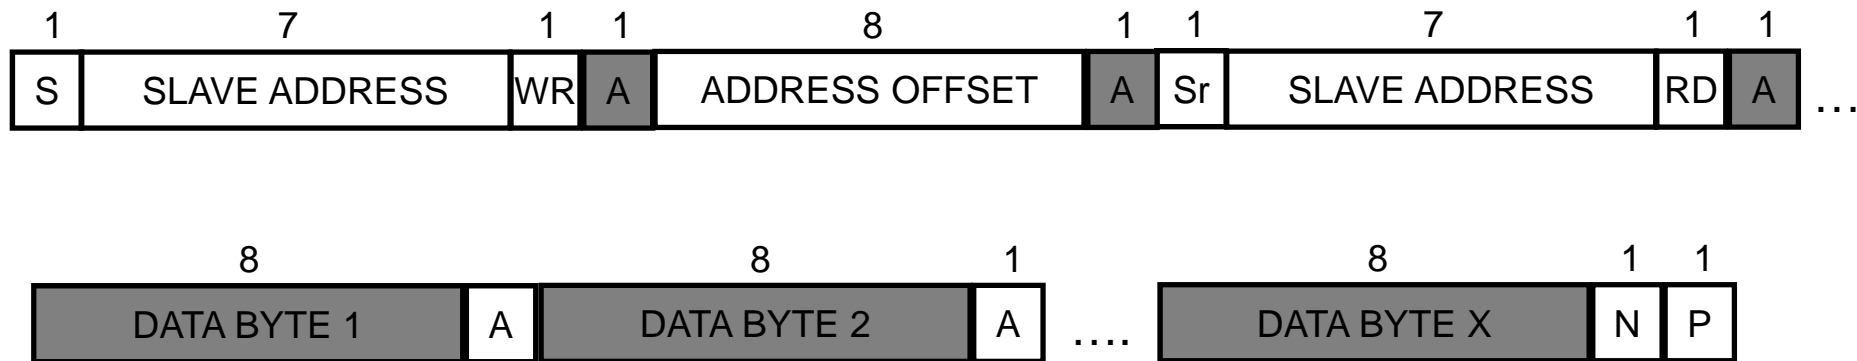 1 7 1 1 8 1 1 7 1 1
S SLAVE ADDRESS WR A ADDRESS OFFSET A Sr SLAVE ADDRESS RD A ...
8 8 1 8 1 1
DATA BYTE 1 A DATA BYTE 2 A .... DATA BYTE X N P